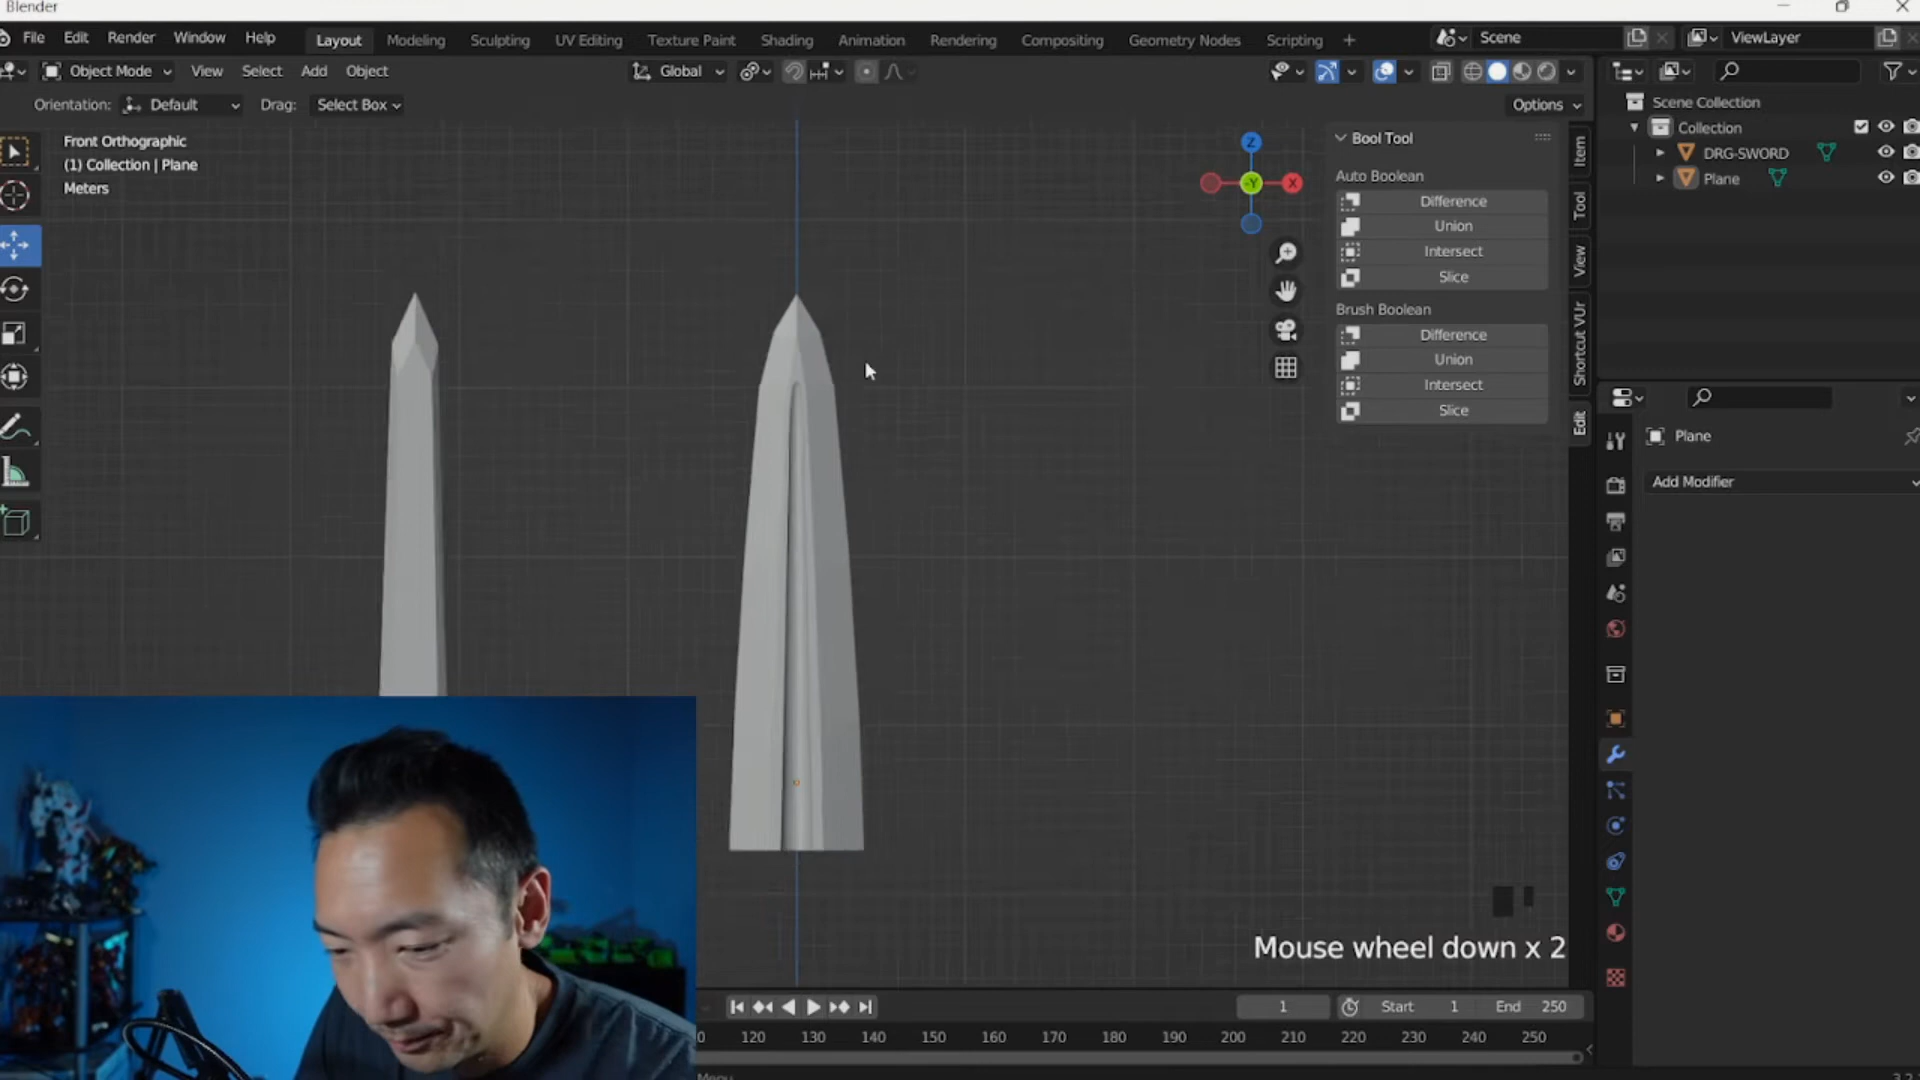 Blender
File Edit Render Window Help Layout Modeling Sculpting UV Editing Texture Paint Shading Animation Rendering Compositing Geometry Nodes Scripting + Scene ViewLayer
Object Mode View Select Add Object Global
Orientation: Default Drag: Select Box Options
Front Orthographic
(1) Collection | Plane
Meters
Z
-Y
X
Bool Tool
Auto Boolean
Difference
Union
Intersect
Slice
Brush Boolean
Difference
Union
Intersect
Slice
Item
Tool
View
Shortcut VUr
Edit
Scene Collection
Collection
DRG-SWORD
Plane
Plane
Add Modifier
Mouse wheel down x 2
1 Start 1 End 250
0 120 130 140 150 160 170 180 190 200 210 220 230 240 250